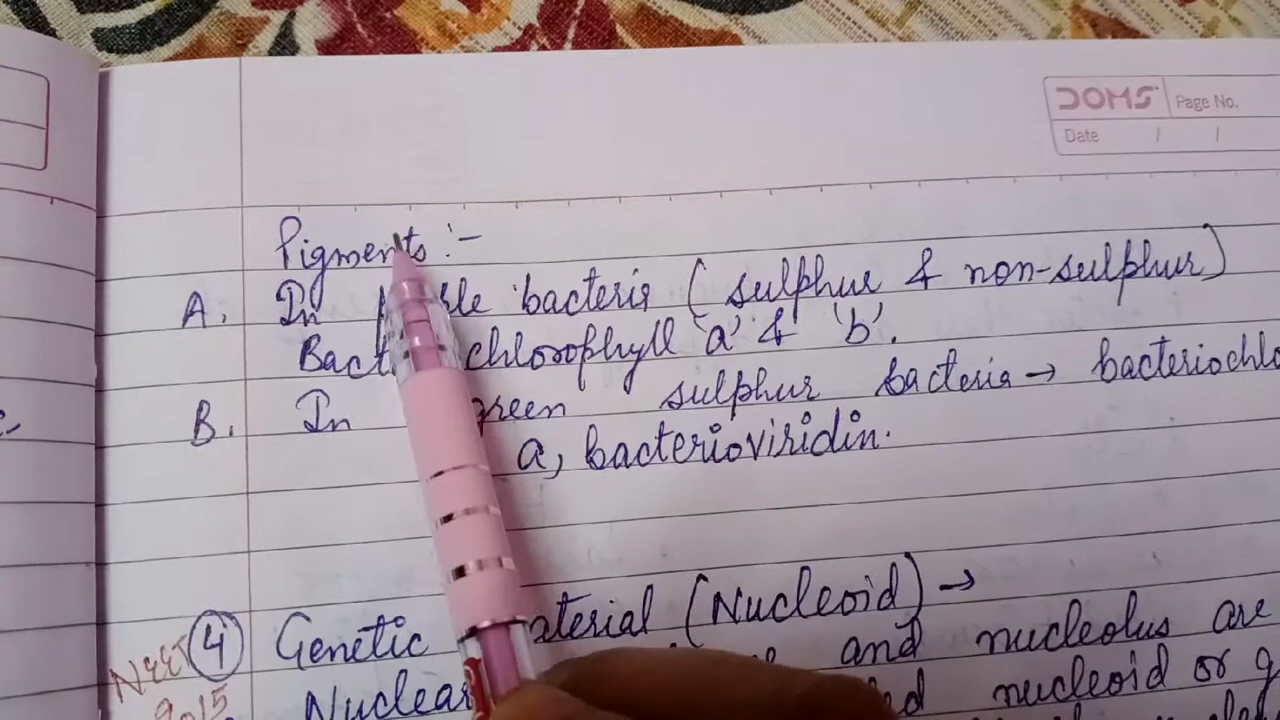 DOMS
Page No.
Date / /
Pigments :-
A. In bacteria (sulphur & non-sulphur)
Bact chlorophyll 'a' & 'b'.
B. In green sulphur bacteria → bacteriochlo
a, bacterioviridin.
4 Genetic aterial (Nucleoid) →
NEET 2015
Nuclear and nucleolus are
nucleoid or g